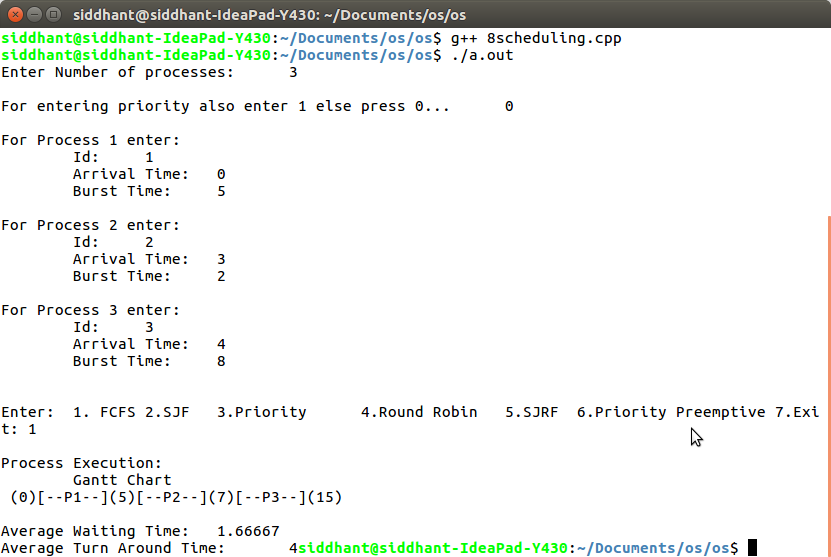 siddhant@siddhant-IdeaPad-Y430: ~/Documents/os/os
siddhant@siddhant-IdeaPad-Y430:~/Documents/os/os$ g++ 8scheduling.cpp
siddhant@siddhant-IdeaPad-Y430:~/Documents/os/os$ ./a.out
Enter Number of processes:      3
For entering priority also enter 1 else press 0...      0
For Process 1 enter:
        Id:     1
        Arrival Time:   0
        Burst Time:     5
For Process 2 enter:
        Id:     2
        Arrival Time:   3
        Burst Time:     2
For Process 3 enter:
        Id:     3
        Arrival Time:   4
        Burst Time:     8
Enter:  1. FCFS 2.SJF   3.Priority      4.Round Robin   5.SJRF  6.Priority Preemptive 7.Exi
t: 1
Process Execution:
        Gantt Chart
 (0)[--P1--](5)[--P2--](7)[--P3--](15)
Average Waiting Time:   1.66667
Average Turn Around Time:       4siddhant@siddhant-IdeaPad-Y430:~/Documents/os/os$